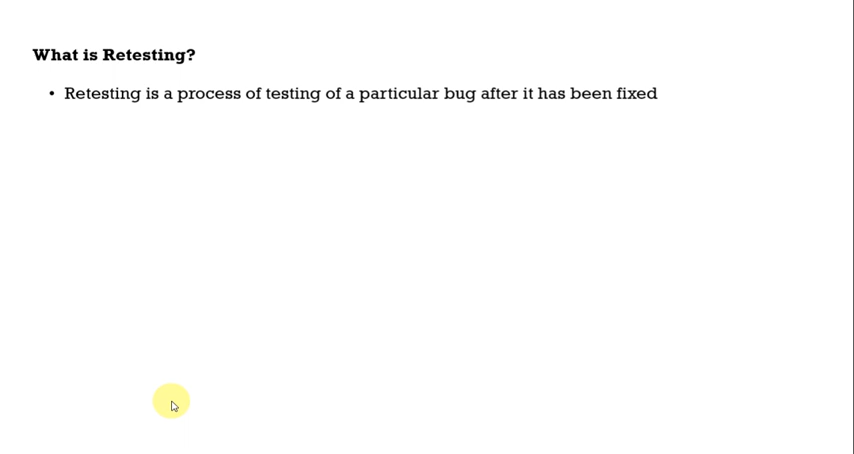 What is Retesting?
• Retesting is a process of testing of a particular bug after it has been fixed